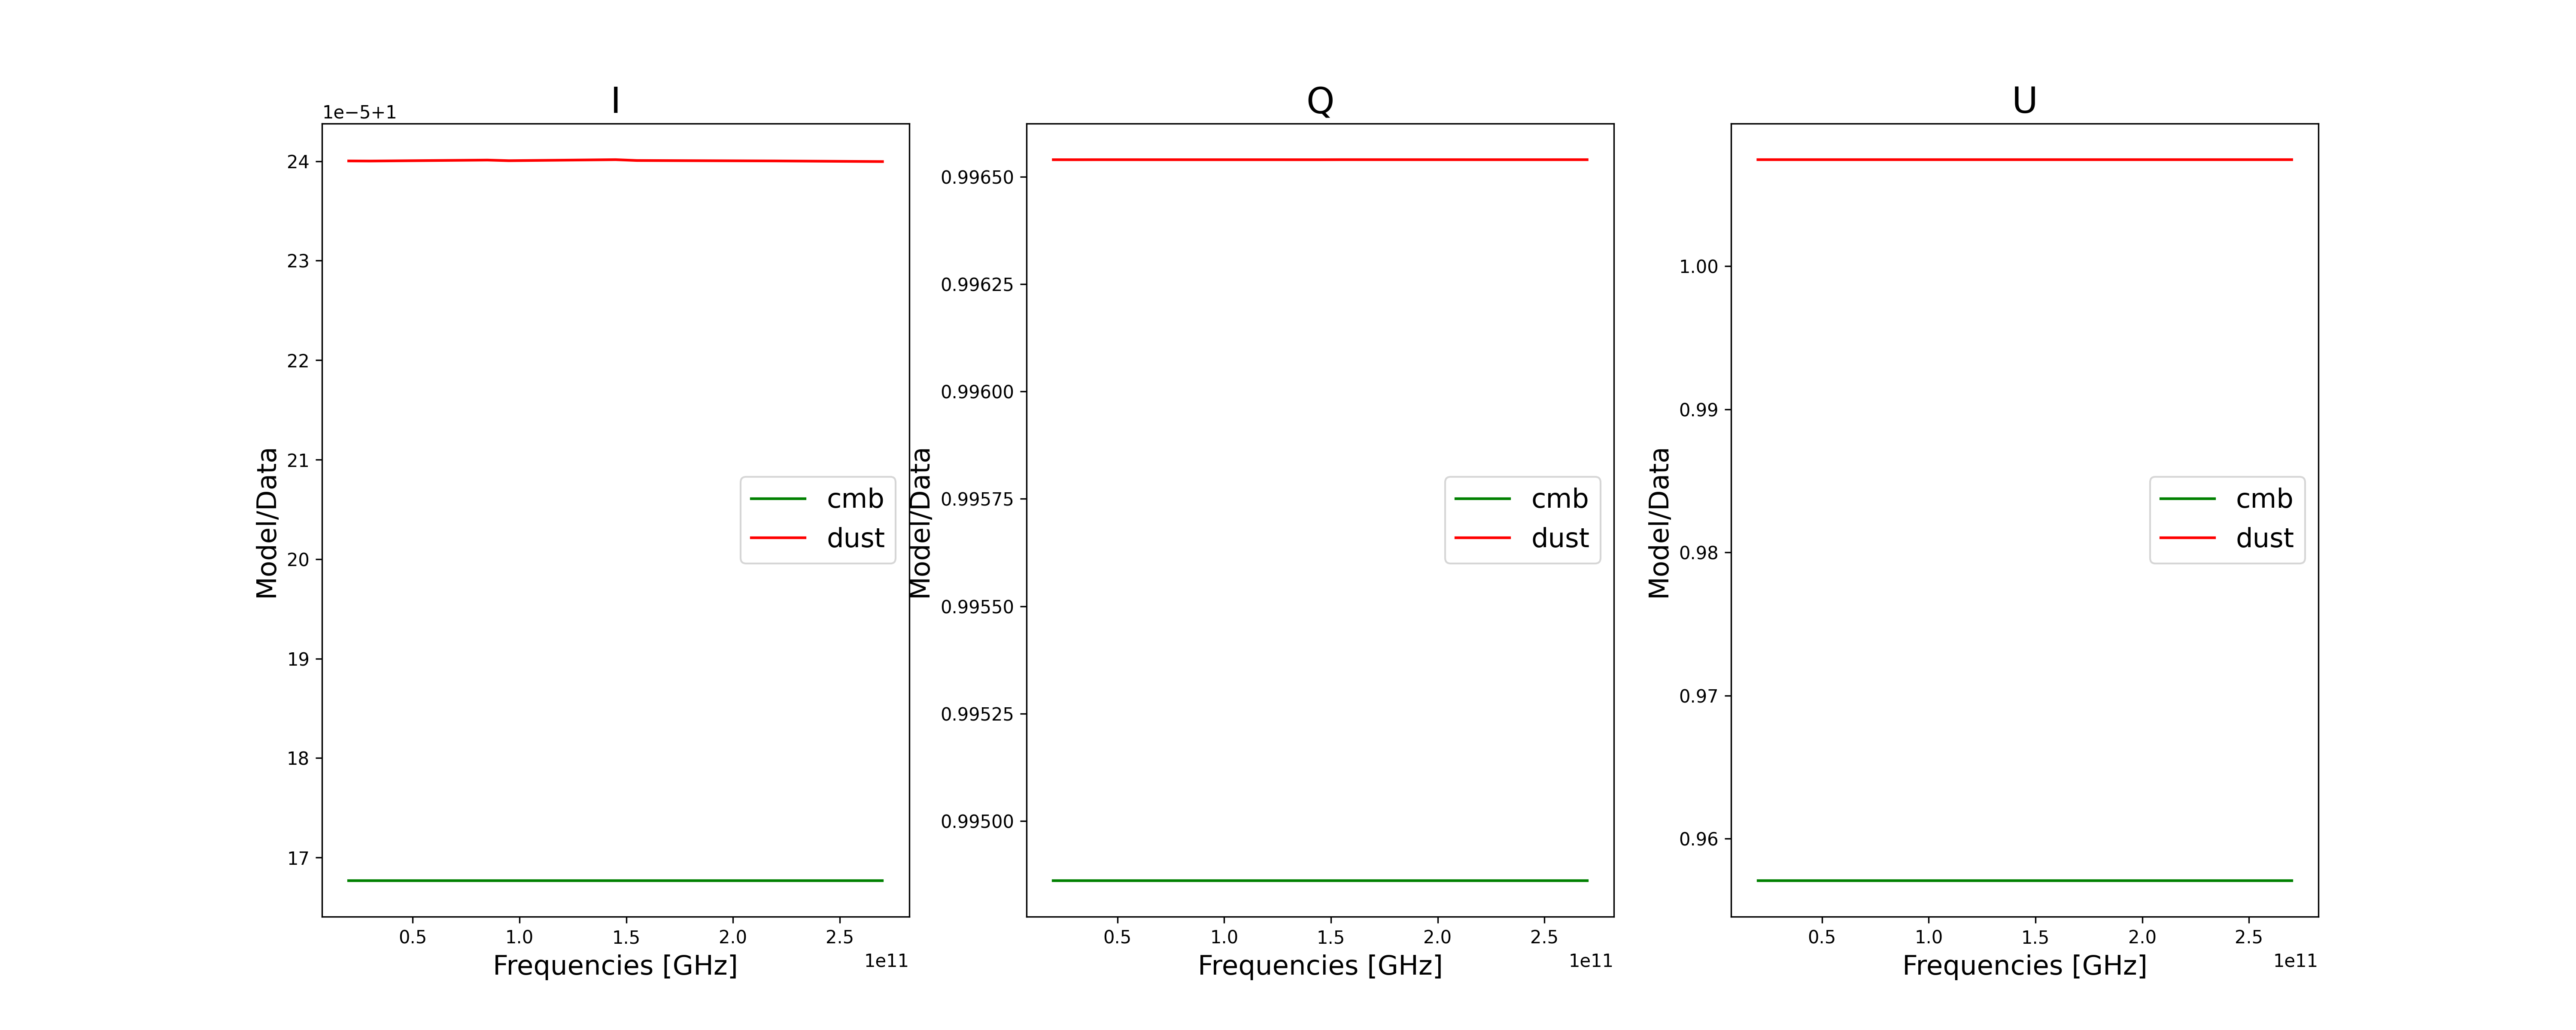 I
1e−5+1
24
23
22
21
20
19
18
17
Model/Data
cmb
dust
0.5 1.0 1.5 2.0 2.5
Frequencies [GHz]
1e11
Q
0.99650
0.99625
0.99600
0.99575
0.99550
0.99525
0.99500
Model/Data
cmb
dust
0.5 1.0 1.5 2.0 2.5
Frequencies [GHz]
1e11
U
1.00
0.99
0.98
0.97
0.96
Model/Data
cmb
dust
0.5 1.0 1.5 2.0 2.5
Frequencies [GHz]
1e11